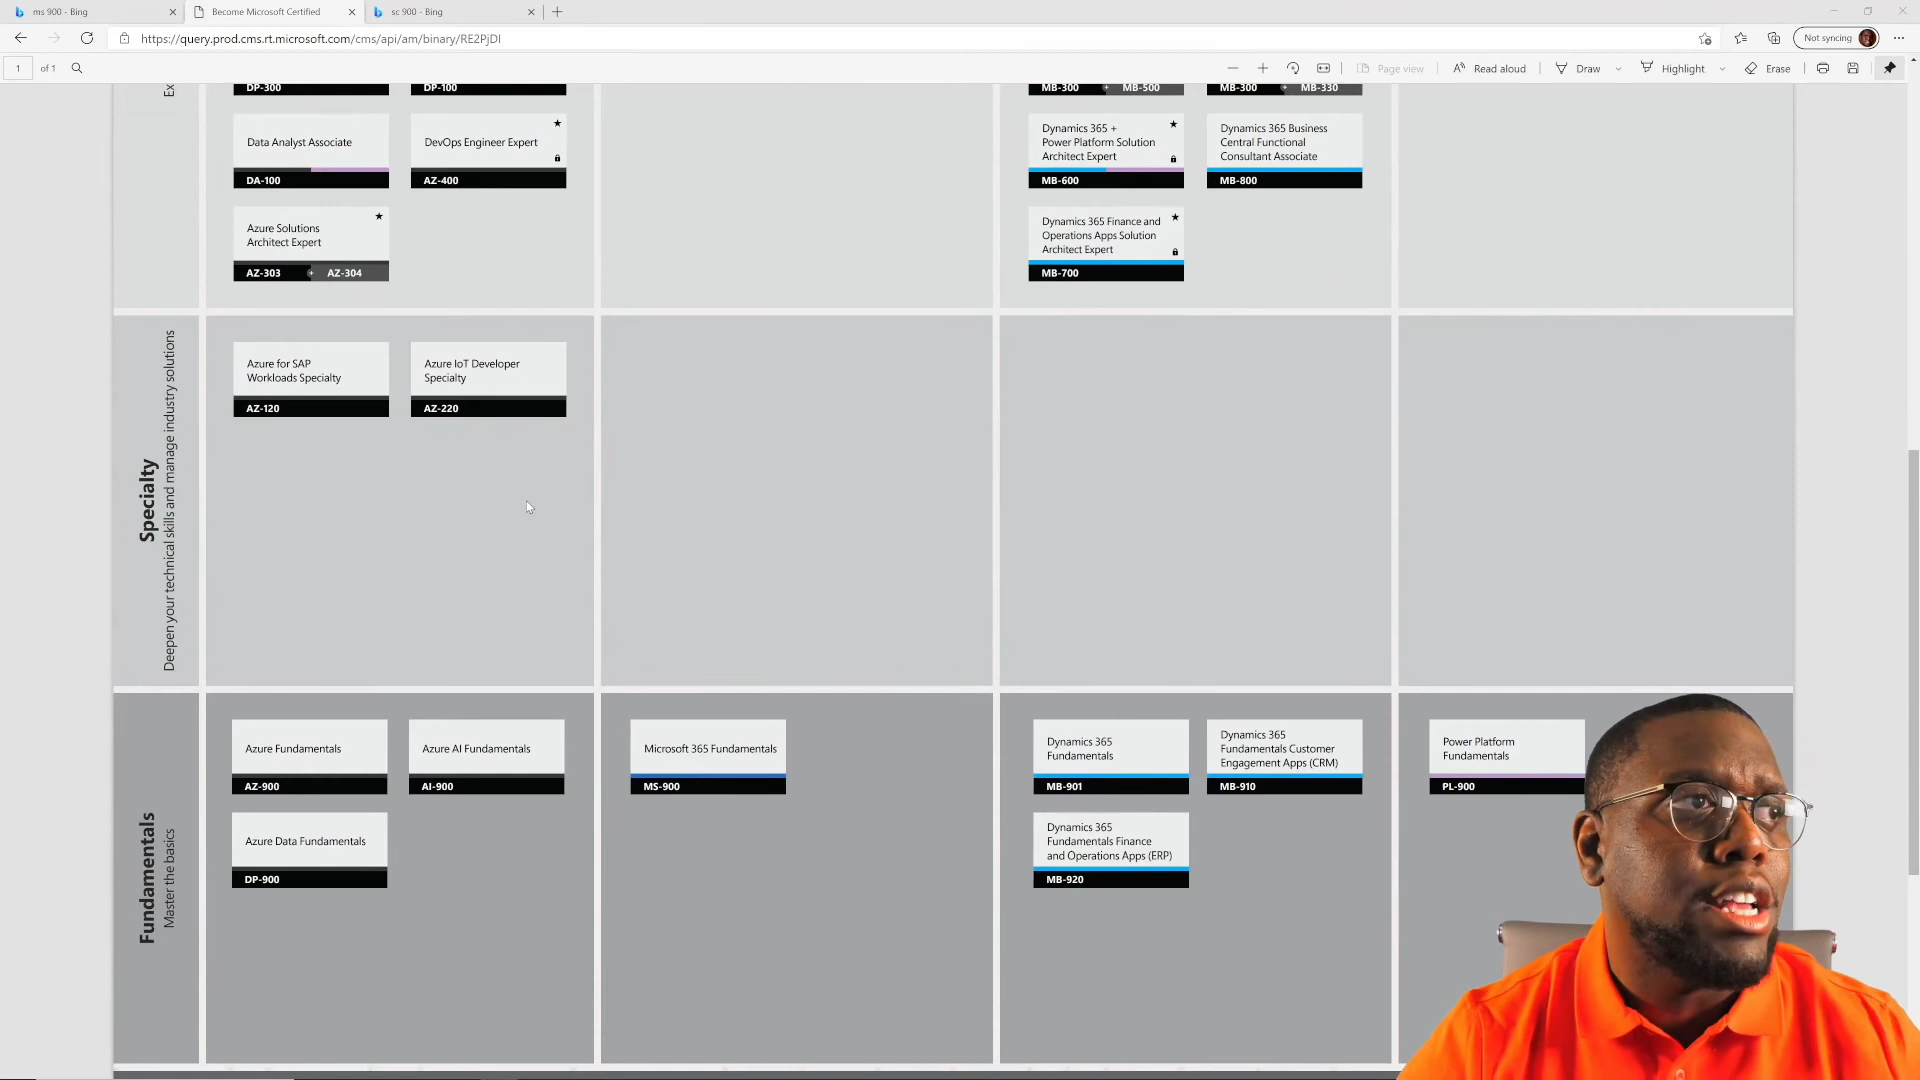 ms 900 - Bing
Become Microsoft Certified
sc 900 - Bing
https://query.prod.cms.rt.microsoft.com/cms/api/am/binary/RE2PjDI
Not syncing
1 of 1
Page view
Read aloud
Draw
Highlight
Erase
Ex
DP-300
DP-100
MB-300 + MB-500
MB-300 + MB-330
Data Analyst Associate
DA-100
DevOps Engineer Expert
AZ-400
Dynamics 365 +
Power Platform Solution
Architect Expert
MB-600
Dynamics 365 Business
Central Functional
Consultant Associate
MB-800
Azure Solutions
Architect Expert
AZ-303 + AZ-304
Dynamics 365 Finance and
Operations Apps Solution
Architect Expert
MB-700
Specialty
Deepen your technical skills and manage industry solutions
Azure for SAP
Workloads Specialty
AZ-120
Azure IoT Developer
Specialty
AZ-220
Fundamentals
Master the basics
Azure Fundamentals
AZ-900
Azure AI Fundamentals
AI-900
Microsoft 365 Fundamentals
MS-900
Dynamics 365
Fundamentals
MB-901
Dynamics 365
Fundamentals Customer
Engagement Apps (CRM)
MB-910
Power Platform
Fundamentals
PL-900
Azure Data Fundamentals
DP-900
Dynamics 365
Fundamentals Finance
and Operations Apps (ERP)
MB-920